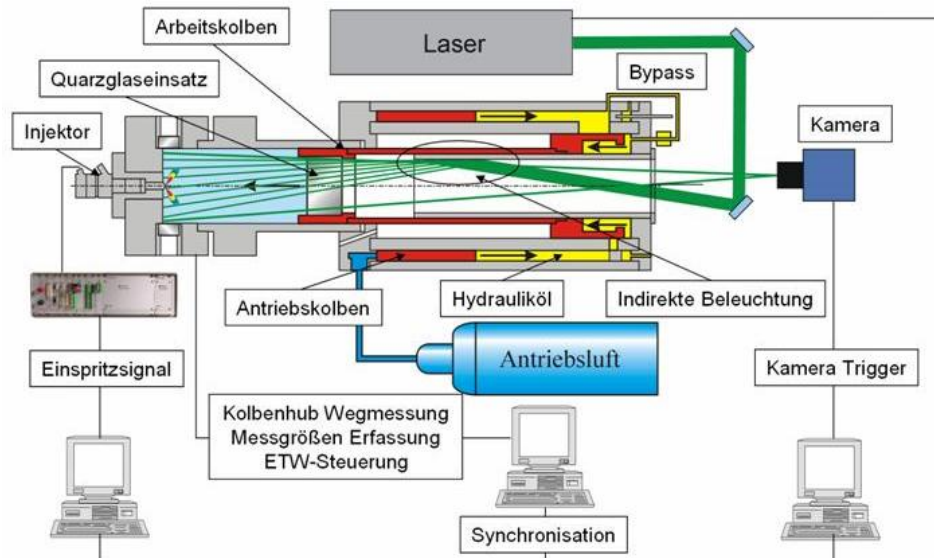 Arbeitskolben
Laser
Quarzglaseinsatz
Bypass
Injektor
Kamera
Antriebskolben
Hydrauliköl
Indirekte Beleuchtung
Einspritzsignal
Antriebsluft
Kamera Trigger
Kolbenhub Wegmessung
Messgrößen Erfassung
ETW-Steuerung
Synchronisation